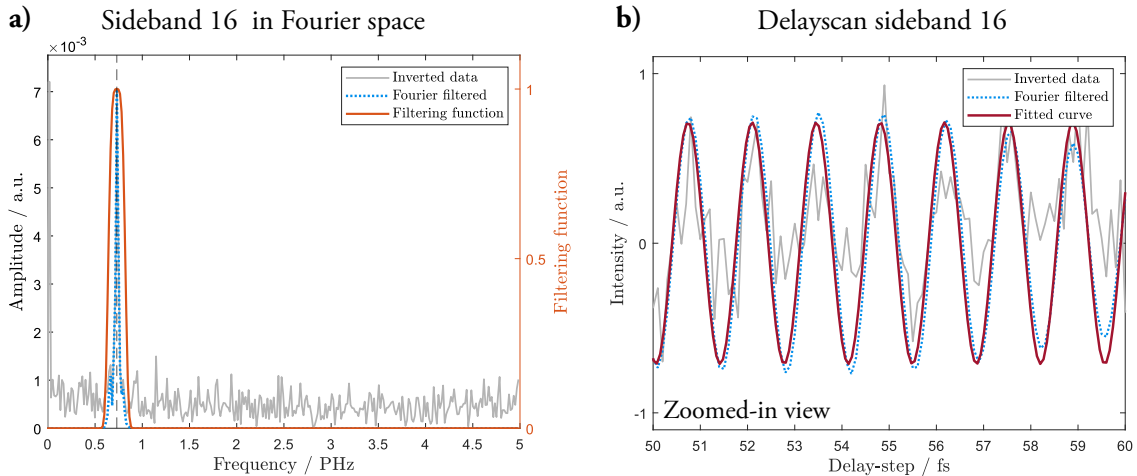 a)
Sideband 16 in Fourier space
×10⁻³
7
6
5
4
3
2
1
0
Amplitude / a.u.
0 0.5 1 1.5 2 2.5 3 3.5 4 4.5 5
Frequency / PHz
1
0.5
0
Filtering function
Inverted data
Fourier filtered
Filtering function
b)
Delayscan sideband 16
1
0
-1
Intensity / a.u.
Inverted data
Fourier filtered
Fitted curve
Zoomed-in view
50 51 52 53 54 55 56 57 58 59 60
Delay-step / fs